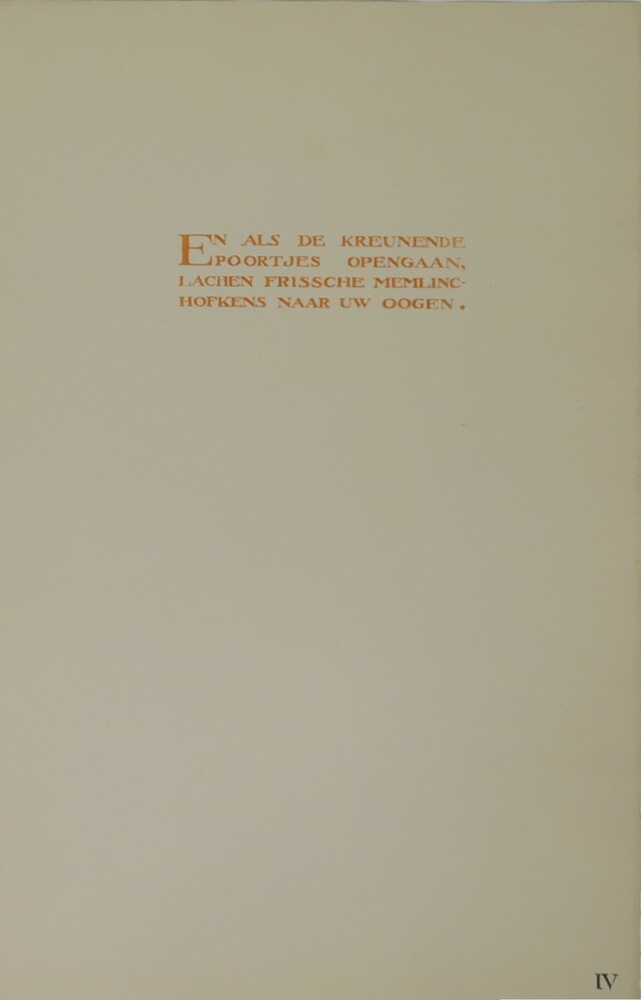 EN ALS DE KREUNENDE
POORTJES OPENGAAN,
LACHEN FRISSCHE MEMLINC-
HOFKENS NAAR UW OOGEN.
IV